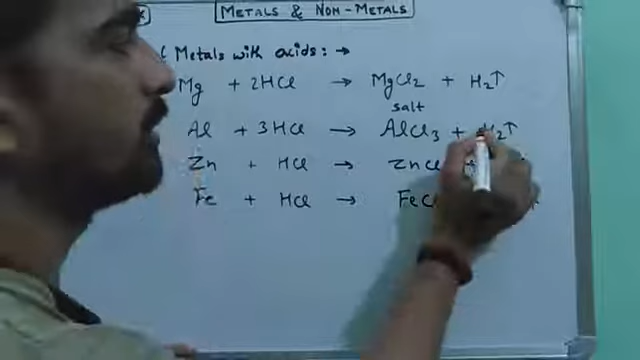 METALS & NON-METALS
Metals with acids: →
Mg + 2HCl → MgCl2 + H2↑
salt
Al + 3HCl → AlCl3 + H2↑
Zn + HCl → ZnCl
Fe + HCl → FeCl